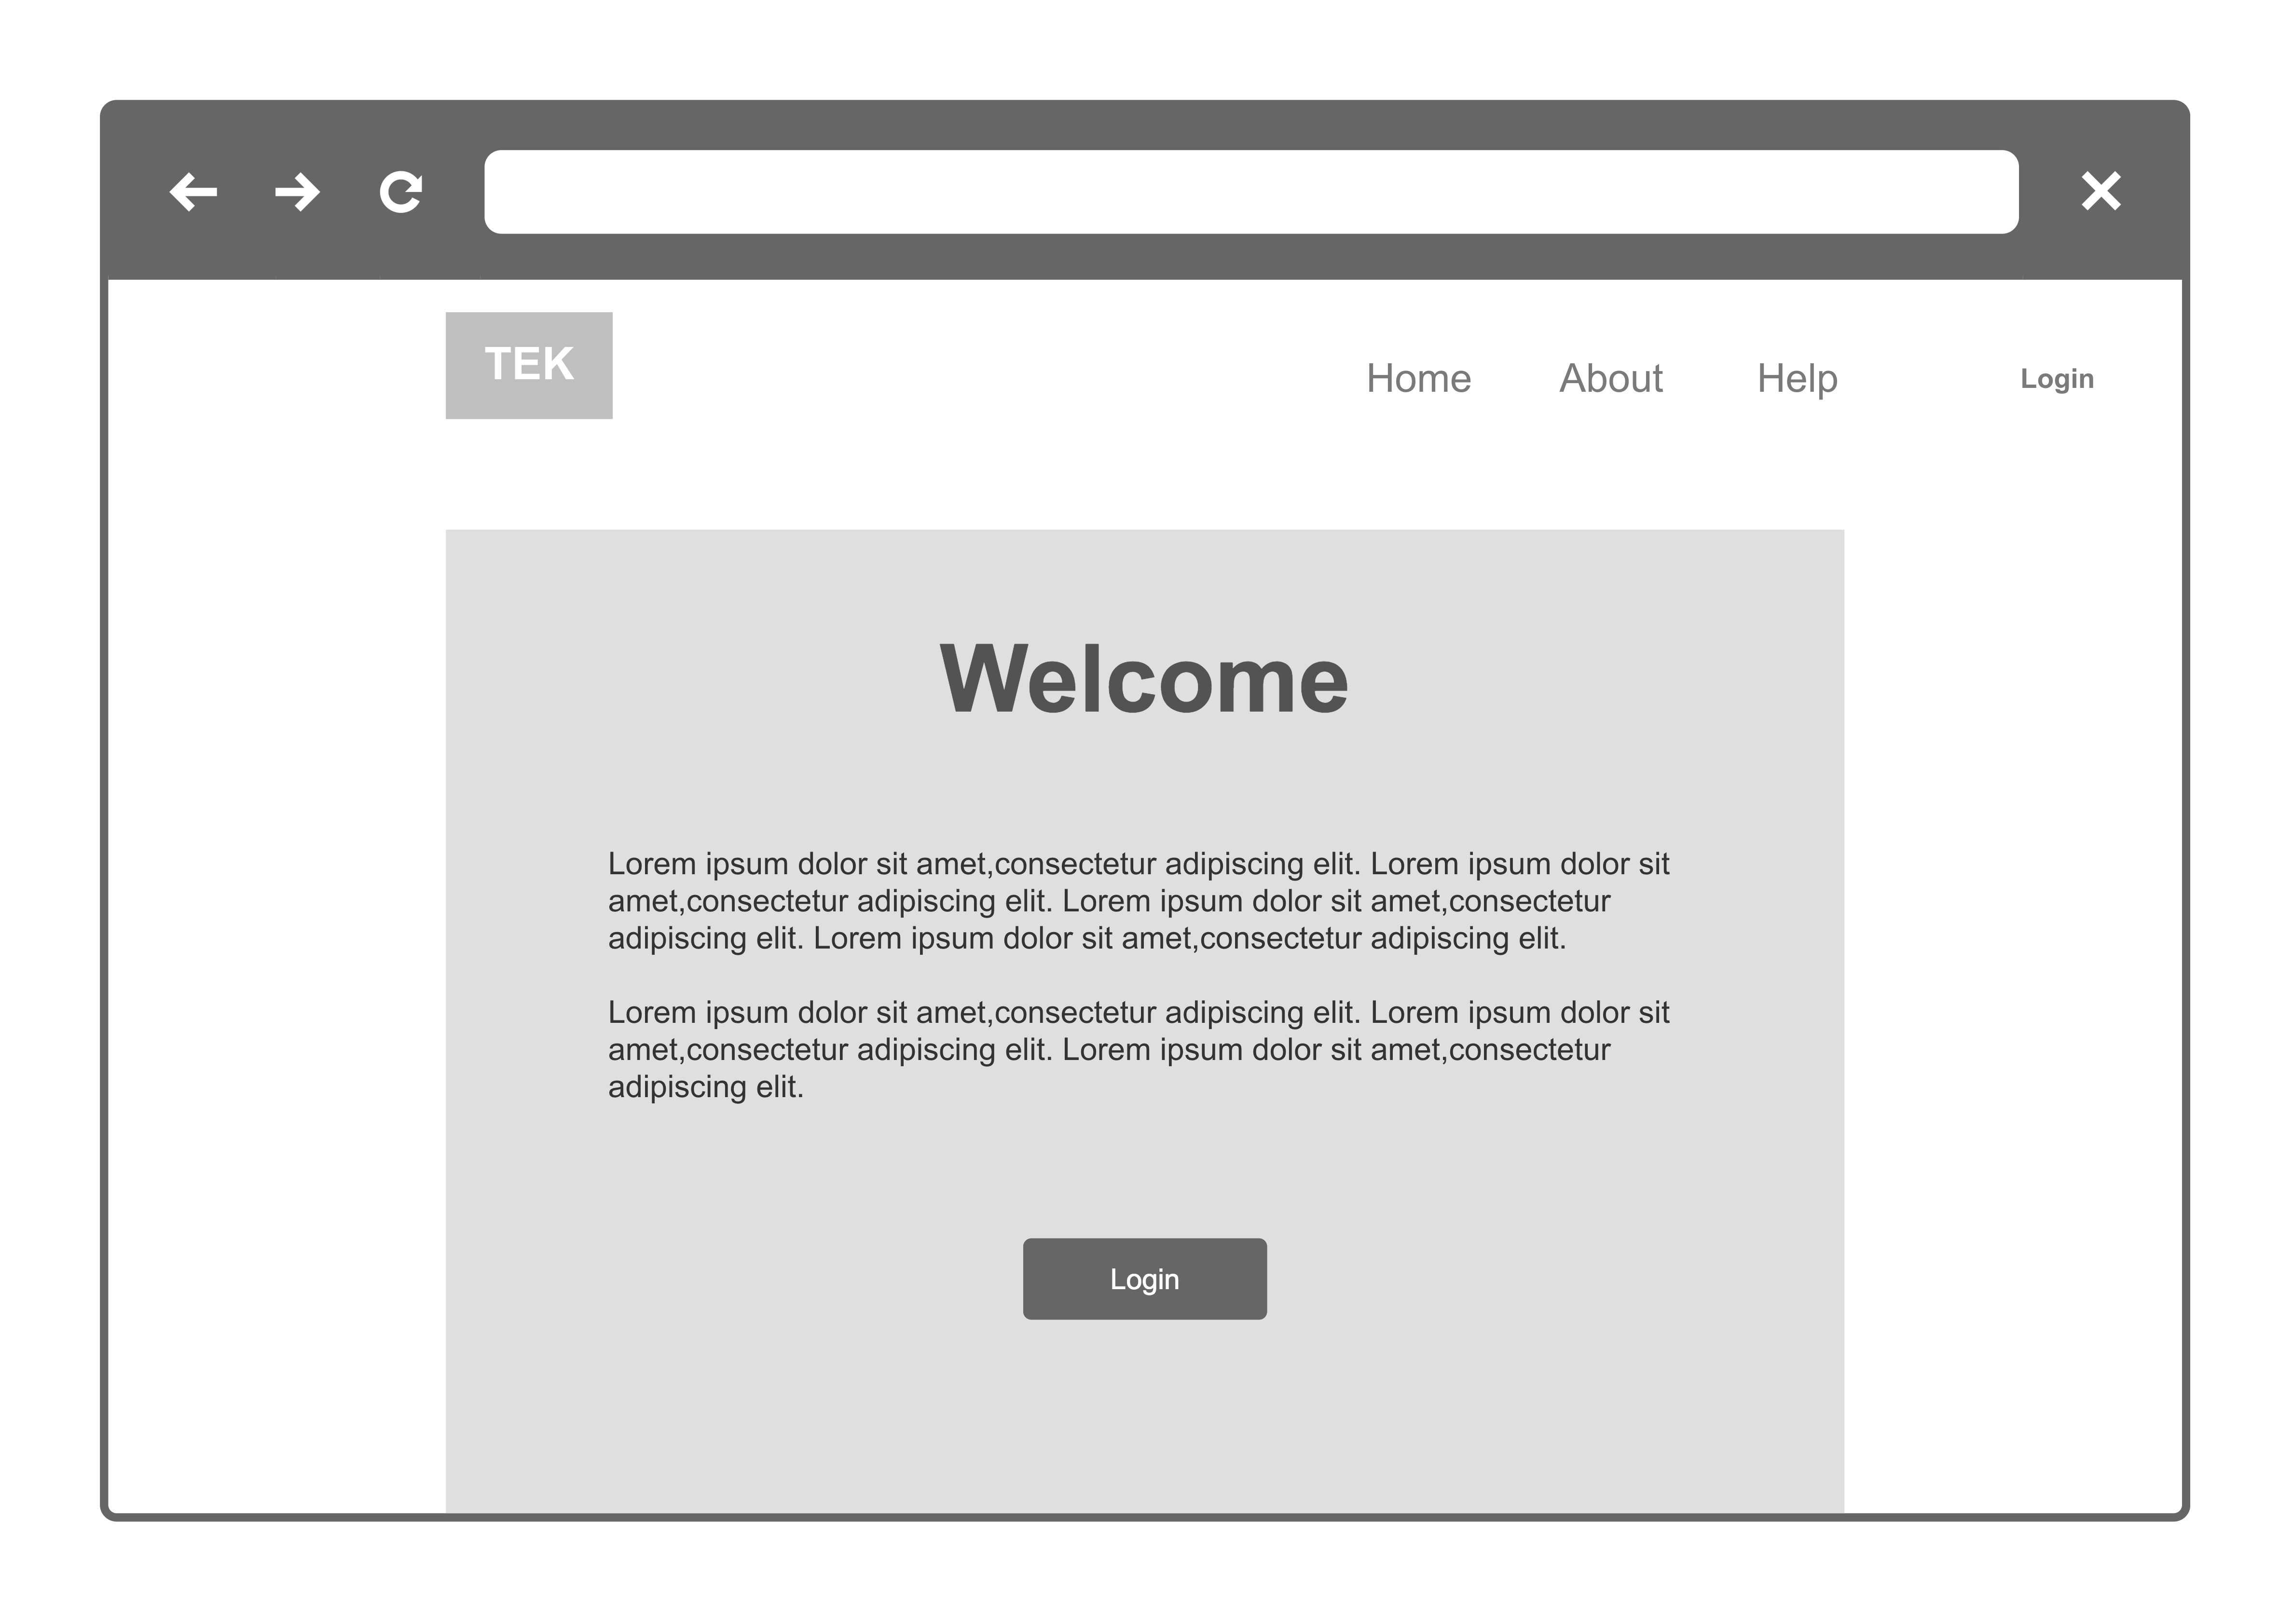 TEK
Home About Help Login
Welcome
Lorem ipsum dolor sit amet,consectetur adipiscing elit. Lorem ipsum dolor sit
amet,consectetur adipiscing elit. Lorem ipsum dolor sit amet,consectetur
adipiscing elit. Lorem ipsum dolor sit amet,consectetur adipiscing elit.
Lorem ipsum dolor sit amet,consectetur adipiscing elit. Lorem ipsum dolor sit
amet,consectetur adipiscing elit. Lorem ipsum dolor sit amet,consectetur
adipiscing elit.
Login